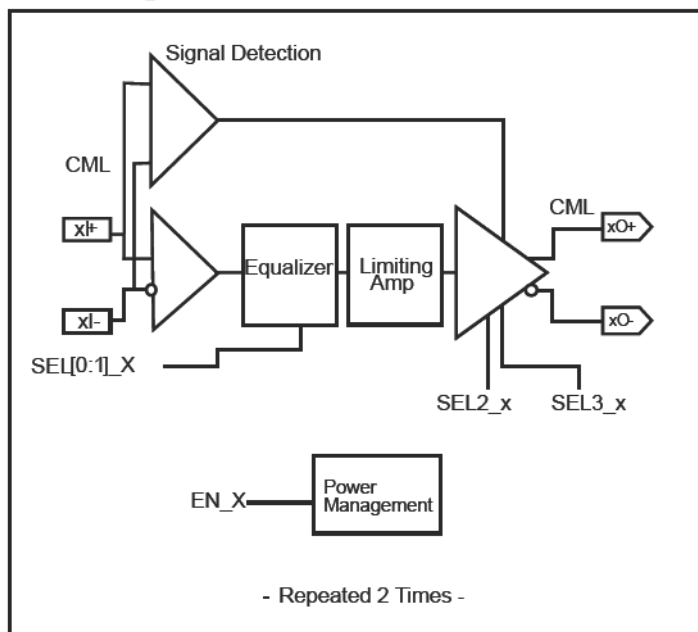 Signal Detection
CML
xI+
xI-
Equalizer
Limiting
Amp
CML
xO+
xO-
SEL[0:1]_X
SEL2_x
SEL3_x
EN_X
Power
Management
- Repeated 2 Times -